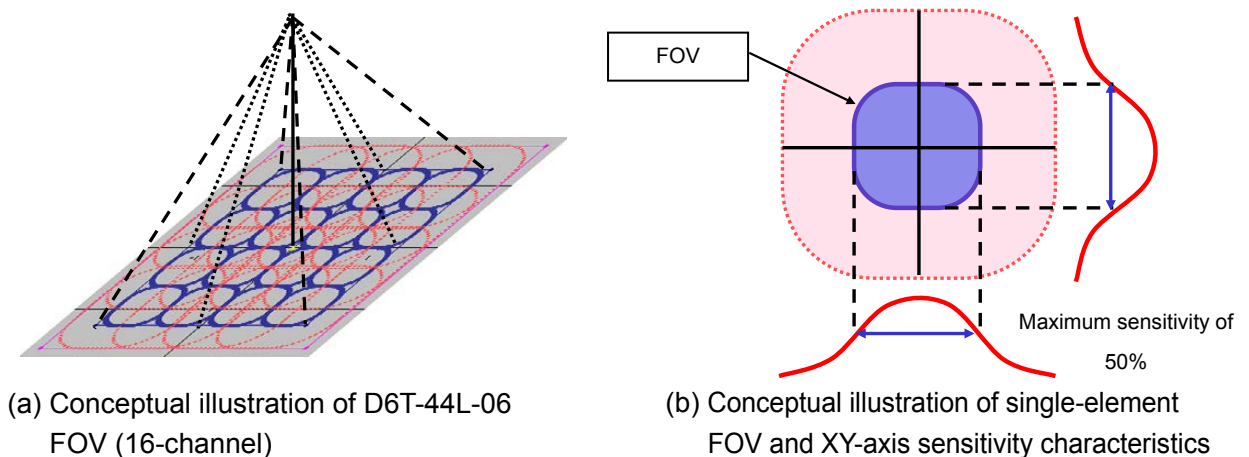 FOV
Maximum sensitivity of
50%
(a) Conceptual illustration of D6T-44L-06
FOV (16-channel)
(b) Conceptual illustration of single-element
FOV and XY-axis sensitivity characteristics